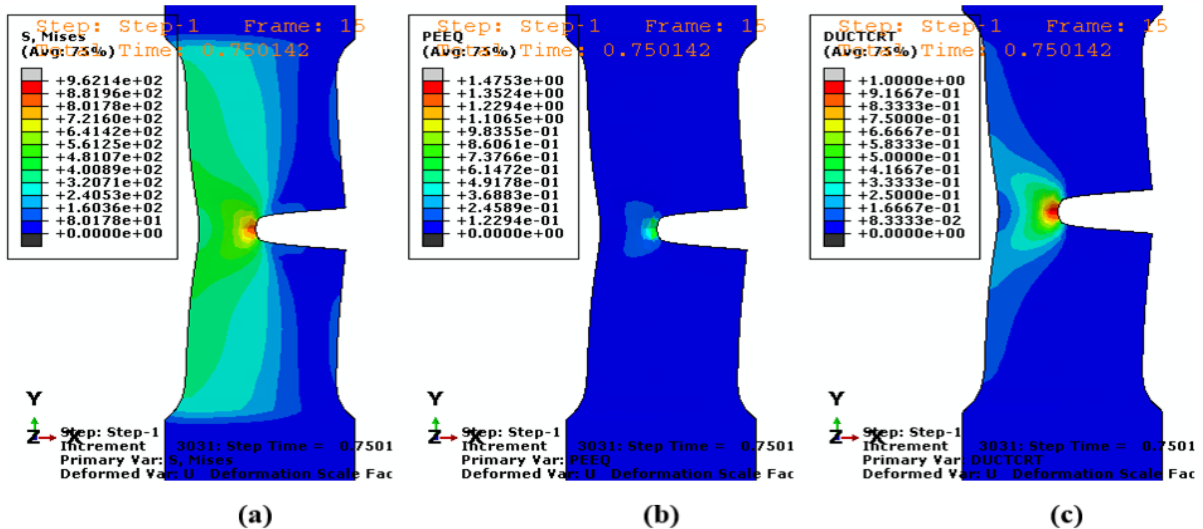 Step: Step-1 Frame: 15
Total Time: 0.750142
S, Mises
(Avg: 75%)
+9.6214e+02
+8.8196e+02
+8.0178e+02
+7.2160e+02
+6.4142e+02
+5.6125e+02
+4.8107e+02
+4.0089e+02
+3.2071e+02
+2.4053e+02
+1.6036e+02
+8.0178e+01
+0.0000e+00
Y
Z X
Step: Step-1
Increment 3031: Step Time = 0.7501
Primary Var: S, Mises
Deformed Var: U Deformation Scale Fac
(a)
Step: Step-1 Frame: 15
Total Time: 0.750142
PEEQ
(Avg: 75%)
+1.4753e+00
+1.3524e+00
+1.2294e+00
+1.1065e+00
+9.8355e-01
+8.6061e-01
+7.3766e-01
+6.1472e-01
+4.9178e-01
+3.6883e-01
+2.4589e-01
+1.2294e-01
+0.0000e+00
Y
Z X
Step: Step-1
Increment 3031: Step Time = 0.7501
Primary Var: PEEQ
Deformed Var: U Deformation Scale Fac
(b)
Step: Step-1 Frame: 15
Total Time: 0.750142
DUCTCRT
(Avg: 75%)
+1.0000e+00
+9.1667e-01
+8.3333e-01
+7.5000e-01
+6.6667e-01
+5.8333e-01
+5.0000e-01
+4.1667e-01
+3.3333e-01
+2.5000e-01
+1.6667e-01
+8.3333e-02
+0.0000e+00
Y
Z X
Step: Step-1
Increment 3031: Step Time = 0.7501
Primary Var: DUCTCRT
Deformed Var: U Deformation Scale Fac
(c)